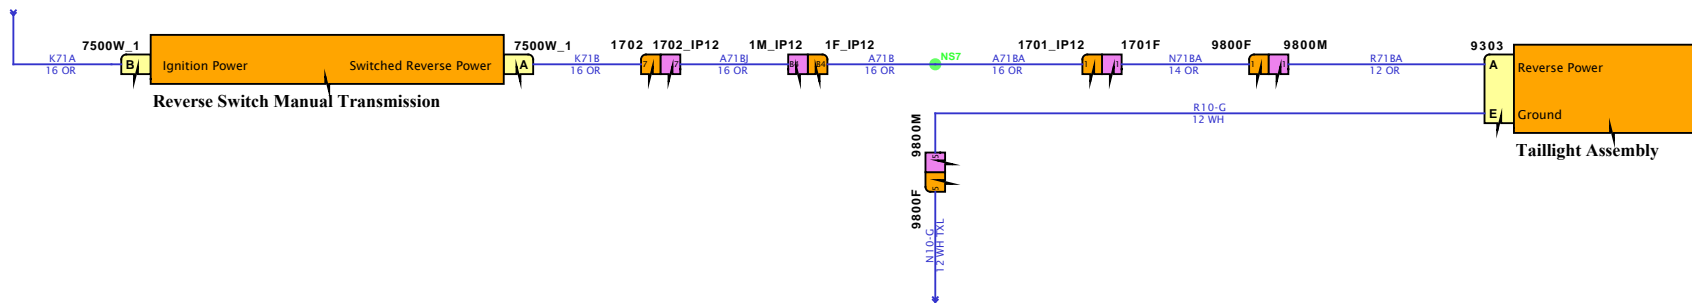 7500W_1
K71A
16 OR
B
Ignition Power
Switched Reverse Power
A
7500W_1
Reverse Switch Manual Transmission
K71B
16 OR
1702
1702_IP12
7
7
A71BJ
16 OR
1M_IP12
1F_IP12
B4
B4
A71B
16 OR
NS7
A71BA
16 OR
1701_IP12
1701F
1
1
N71BA
14 OR
9800F
9800M
1
1
R71BA
12 OR
9303
A
Reverse Power
E
Ground
Taillight Assembly
R10-G
12 WH
9800M
5
5
9800F
N10-G
12 WH TXL